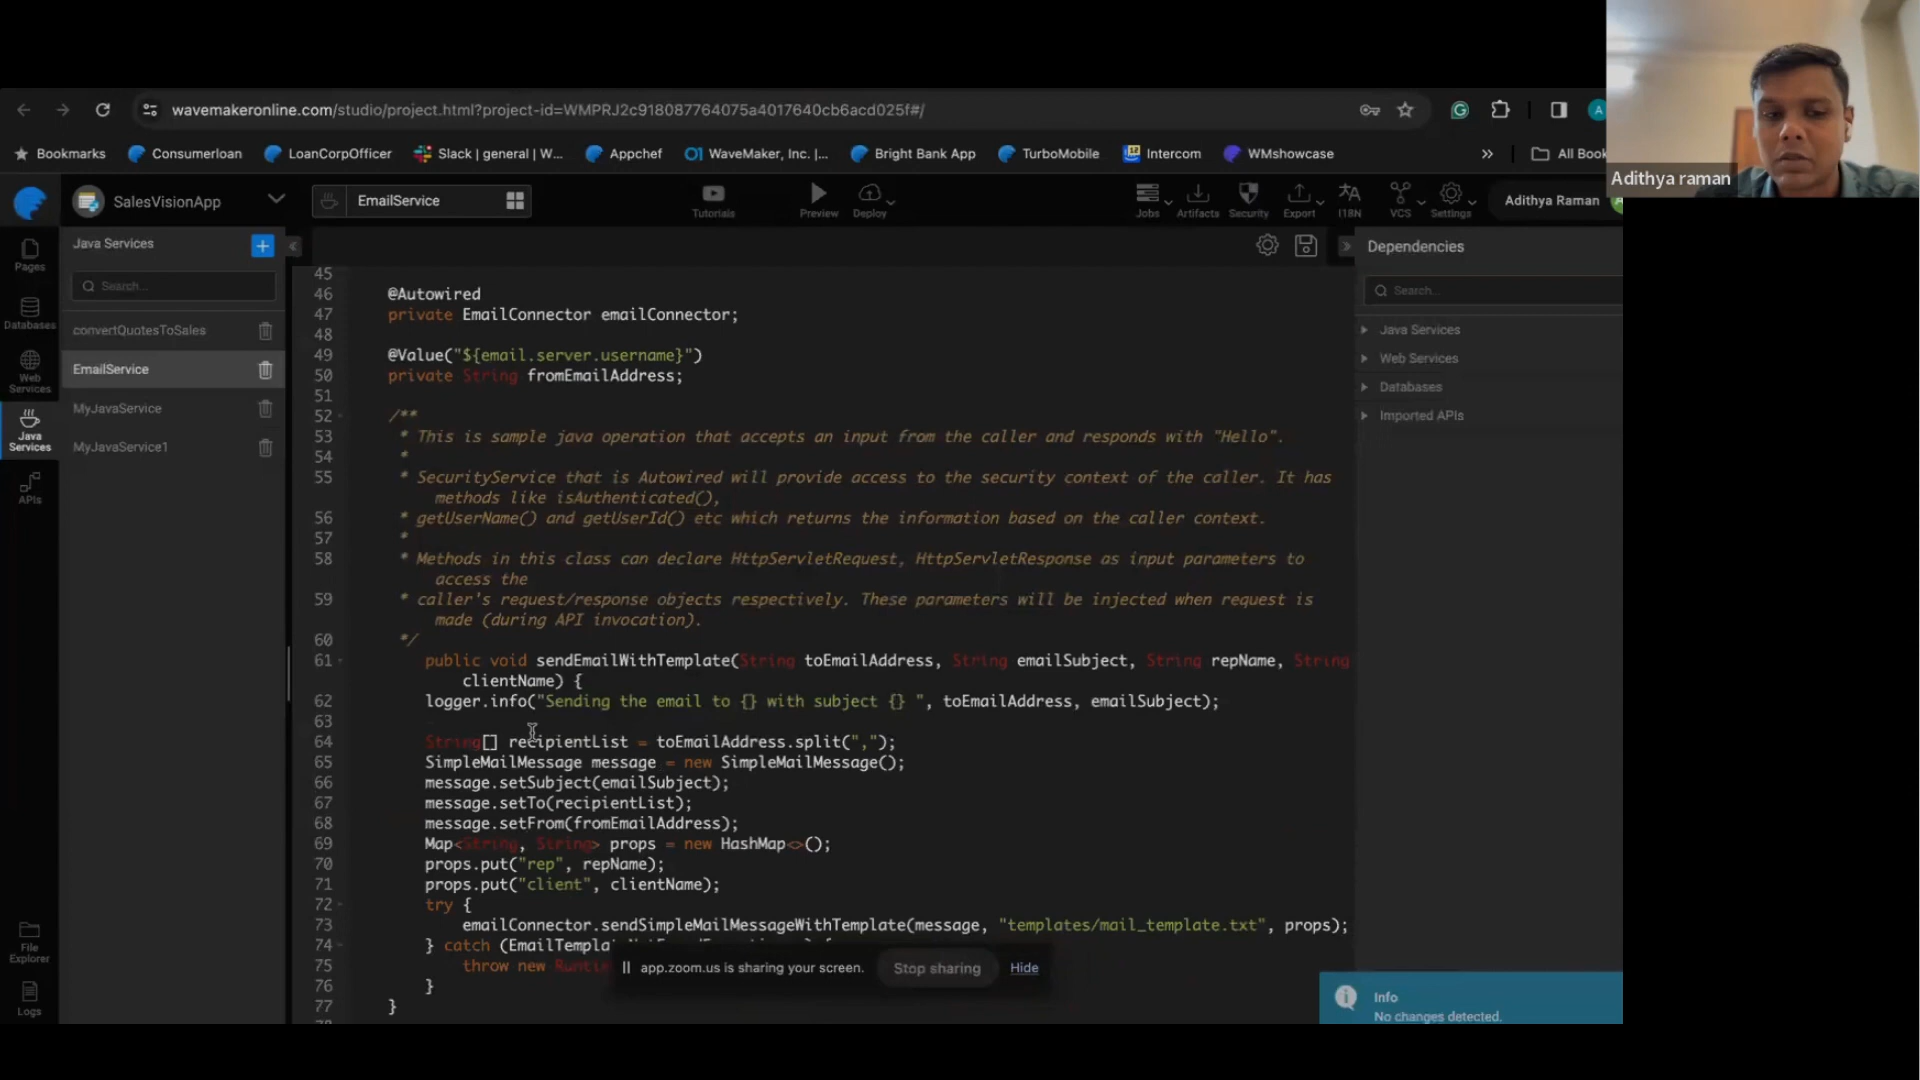 Adithya raman
wavemakeronline.com/studio/project.html?project-id=WMPRJ2c918087764075a4017640cb6acd025f#/
Bookmarks
Consumerloan
LoanCorpOfficer
Slack | general | W...
Appchef
WaveMaker, Inc. |...
Bright Bank App
TurboMobile
Intercom
WMshowcase
»
All Book
SalesVisionApp
EmailService
Tutorials
Preview
Deploy
Jobs
Artifacts
Security
Export
I18N
VCS
Settings
Adithya Raman
Pages
Databases
Web Services
Java Services
APIs
File Explorer
Logs
Java Services
Search...
convertQuotesToSales
EmailService
MyJavaService
MyJavaService1
45
46 @Autowired
47 private EmailConnector emailConnector;
48
49 @Value("${email.server.username}")
50 private String fromEmailAddress;
51
52 /**
53 * This is sample java operation that accepts an input from the caller and responds with "Hello".
54 *
55 * SecurityService that is Autowired will provide access to the security context of the caller. It has
methods like isAuthenticated(),
56 * getUserName() and getUserId() etc which returns the information based on the caller context.
57 *
58 * Methods in this class can declare HttpServletRequest, HttpServletResponse as input parameters to
access the
59 * caller's request/response objects respectively. These parameters will be injected when request is
made (during API invocation).
60 */
61 public void sendEmailWithTemplate(String toEmailAddress, String emailSubject, String repName, String
clientName) {
62 logger.info("Sending the email to {} with subject {} ", toEmailAddress, emailSubject);
63
64 String[] recipientList = toEmailAddress.split(",");
65 SimpleMailMessage message = new SimpleMailMessage();
66 message.setSubject(emailSubject);
67 message.setTo(recipientList);
68 message.setFrom(fromEmailAddress);
69 Map<String, String> props = new HashMap<>();
70 props.put("rep", repName);
71 props.put("client", clientName);
72 try {
73 emailConnector.sendSimpleMailMessageWithTemplate(message, "templates/mail_template.txt", props);
74 } catch (EmailTempla
75 throw new Runti
76 }
77 }
app.zoom.us is sharing your screen.
Stop sharing
Hide
Dependencies
Search...
Java Services
Web Services
Databases
Imported APIs
Info
No changes detected.